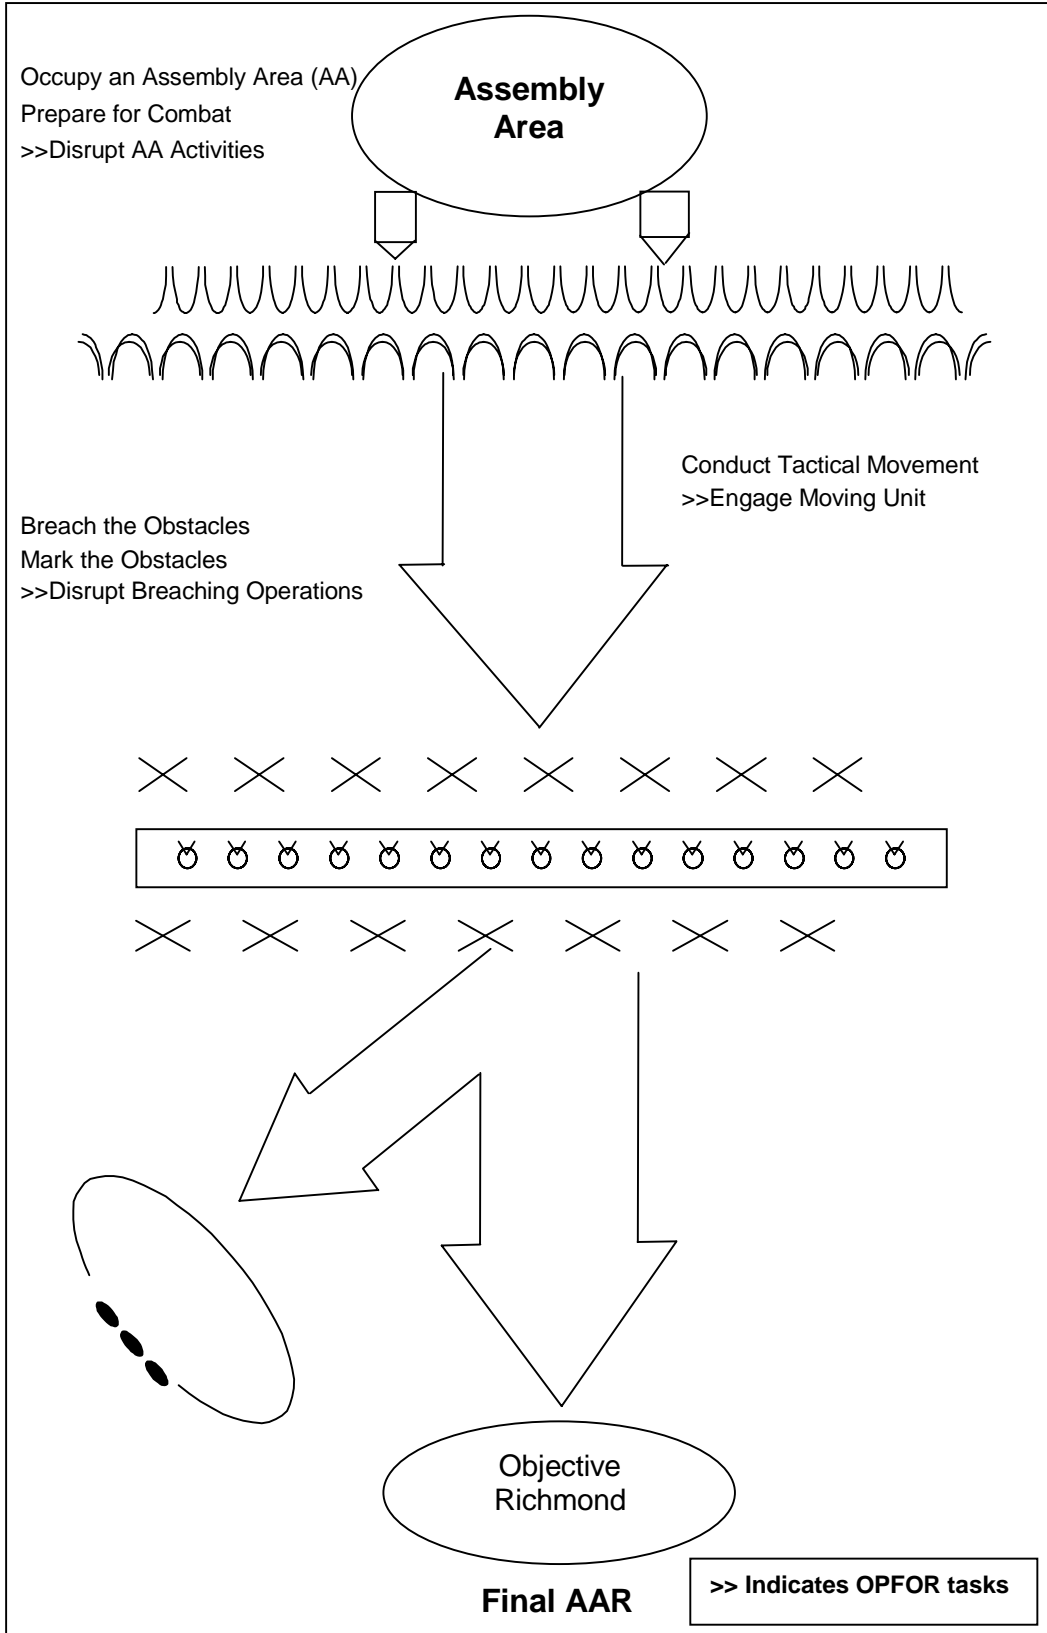 Occupy an Assembly Area (AA)
Prepare for Combat
>>Disrupt AA Activities
Assembly
Area
Conduct Tactical Movement
>>Engage Moving Unit
Breach the Obstacles
Mark the Obstacles
>>Disrupt Breaching Operations
Objective
Richmond
Final AAR
>> Indicates OPFOR tasks